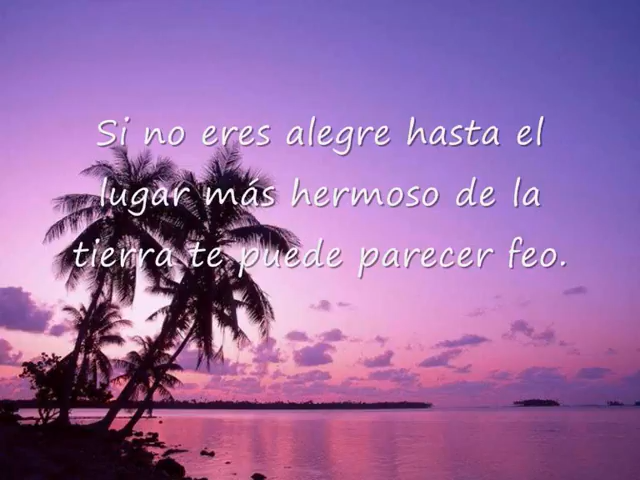 Si no eres alegre hasta el
lugar más hermoso de la
tierra te puede parecer feo.